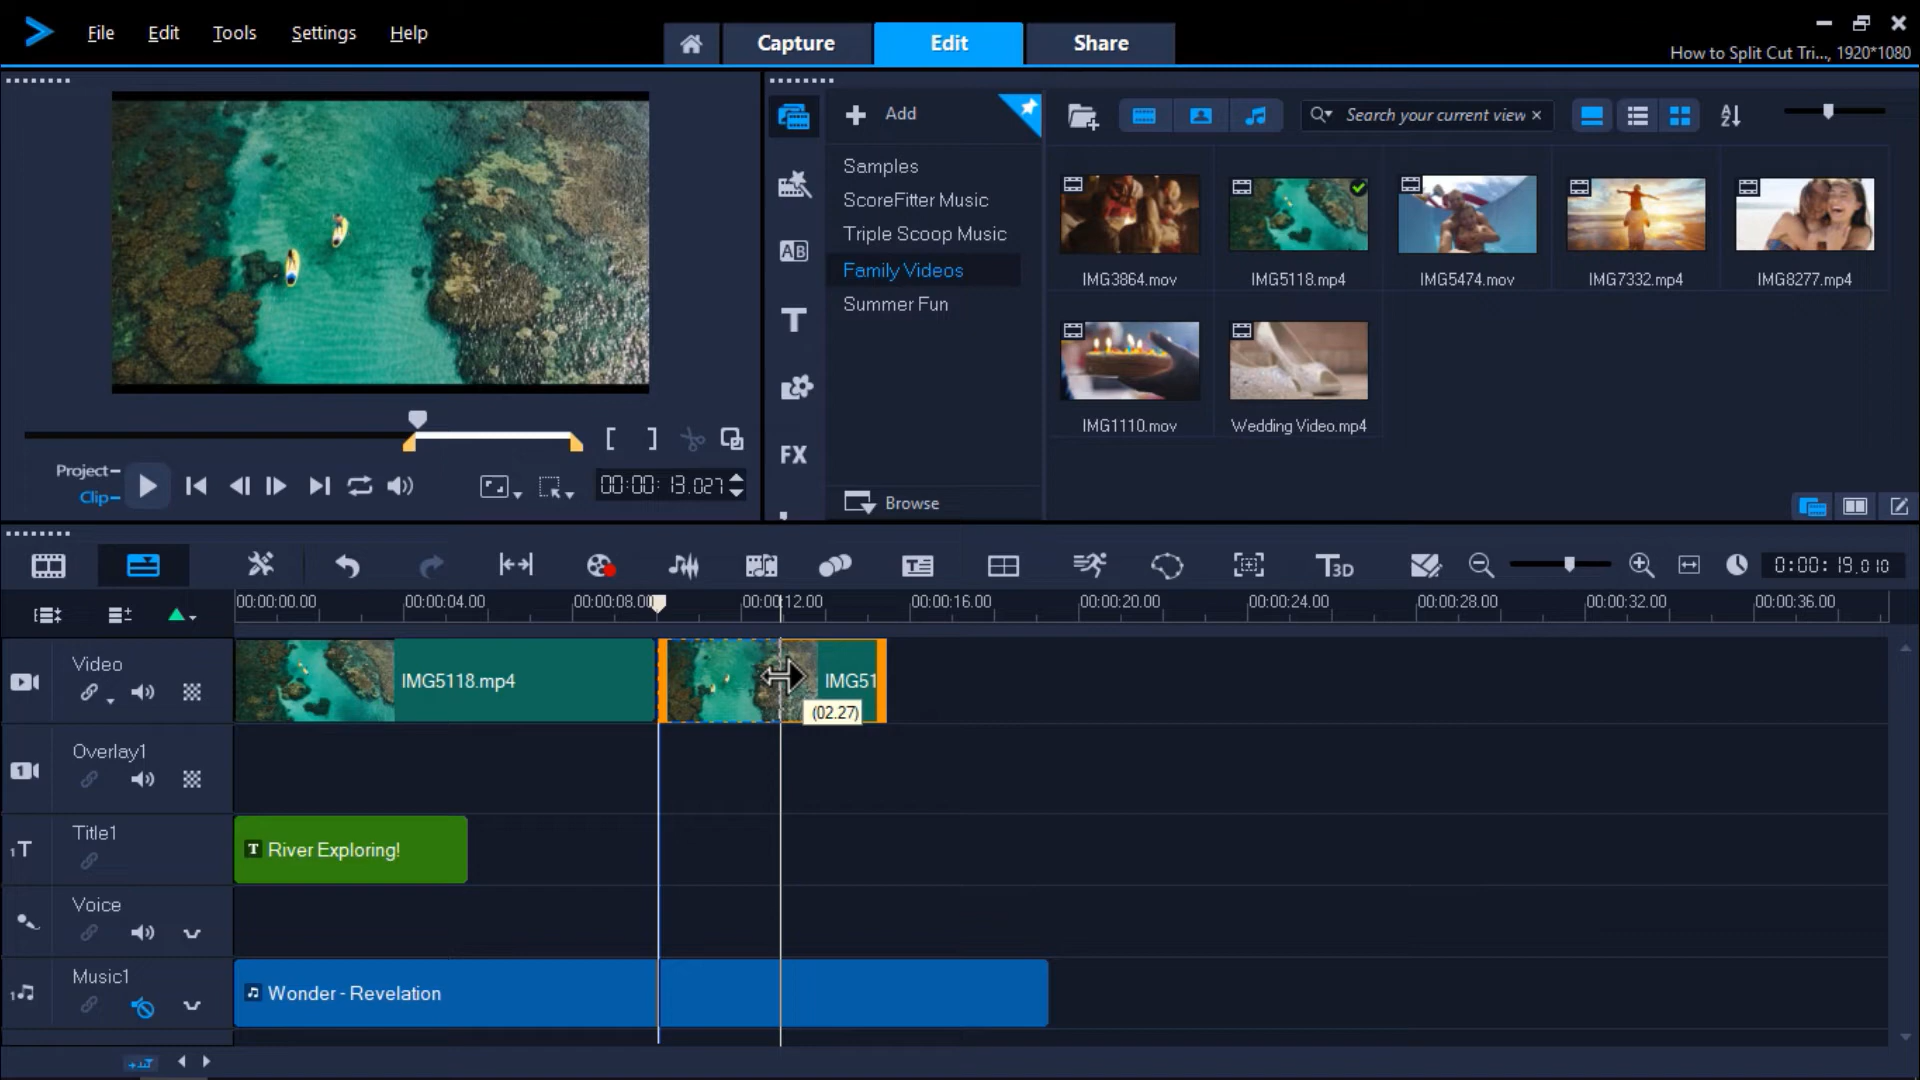 File Edit Tools Settings Help
Capture Edit Share
How to Split Cut Tri..., 1920*1080
Add
Search your current view ×
Samples
ScoreFitter Music
Triple Scoop Music
Family Videos
Summer Fun
Browse
IMG3864.mov IMG5118.mp4 IMG5474.mov IMG7332.mp4 IMG8277.mp4
IMG1110.mov Wedding Video.mp4
AB
T
FX
Project
Clip
[ ]
00:00:13.027
T3D
0:00:19.010
00:00:00.00 00:00:04.00 00:00:08.00 00:00:12.00 00:00:16.00 00:00:20.00 00:00:24.00 00:00:28.00 00:00:32.00 00:00:36.00
Video
IMG5118.mp4 IMG51
(02.27)
Overlay1
1
Title1
1T
T River Exploring!
Voice
Music1
1
Wonder - Revelation